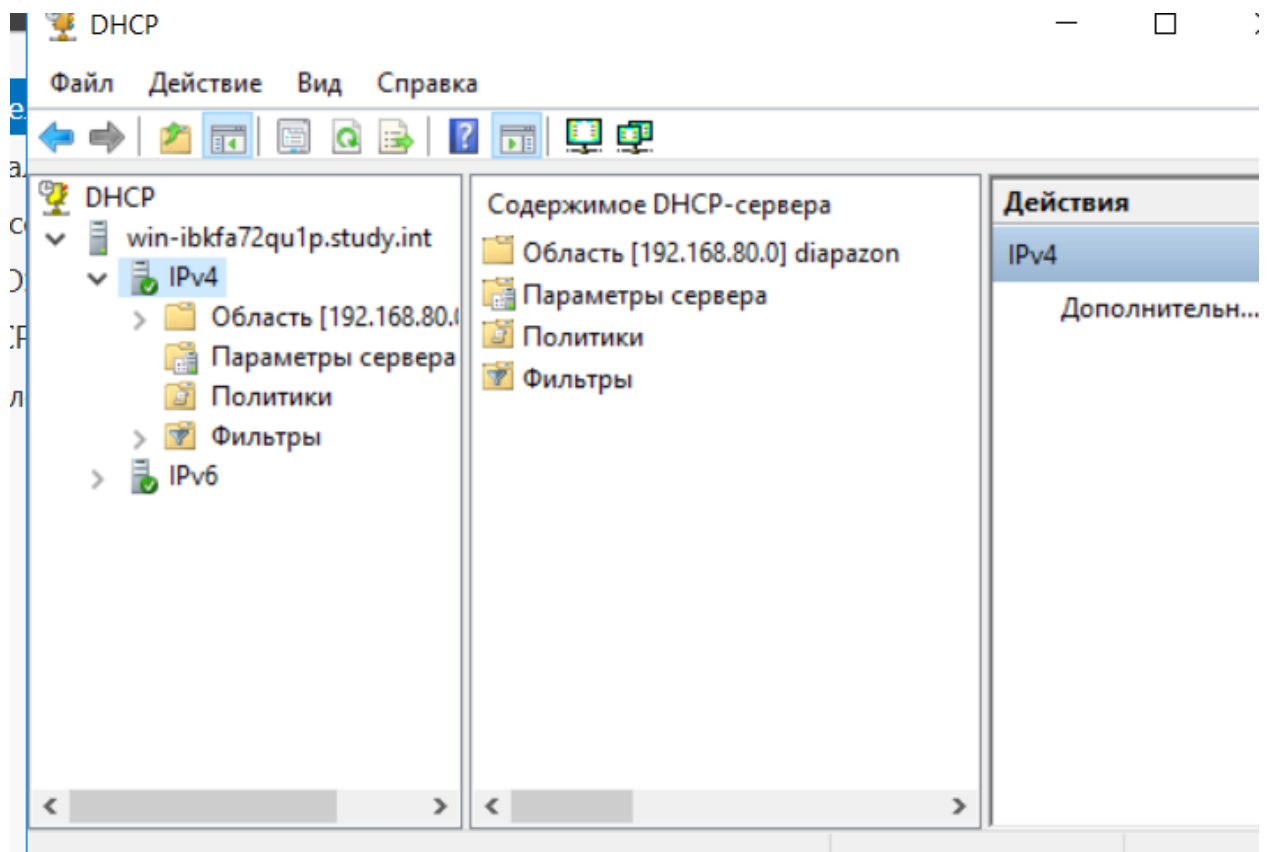 DHCP
Файл Действие Вид Справка
DHCP
win-ibkfa72qu1p.study.int
IPv4
Область [192.168.80.
Параметры сервера
Политики
Фильтры
IPv6
Содержимое DHCP-сервера
Область [192.168.80.0] diapazon
Параметры сервера
Политики
Фильтры
Действия
IPv4
Дополнительн...